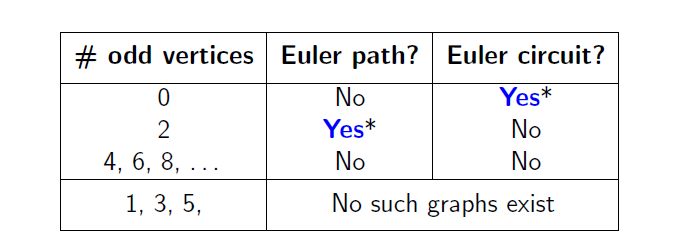 # odd vertices Euler path? Euler circuit?
0 No Yes*
2 Yes* No
4, 6, 8, ... No No
1, 3, 5, No such graphs exist